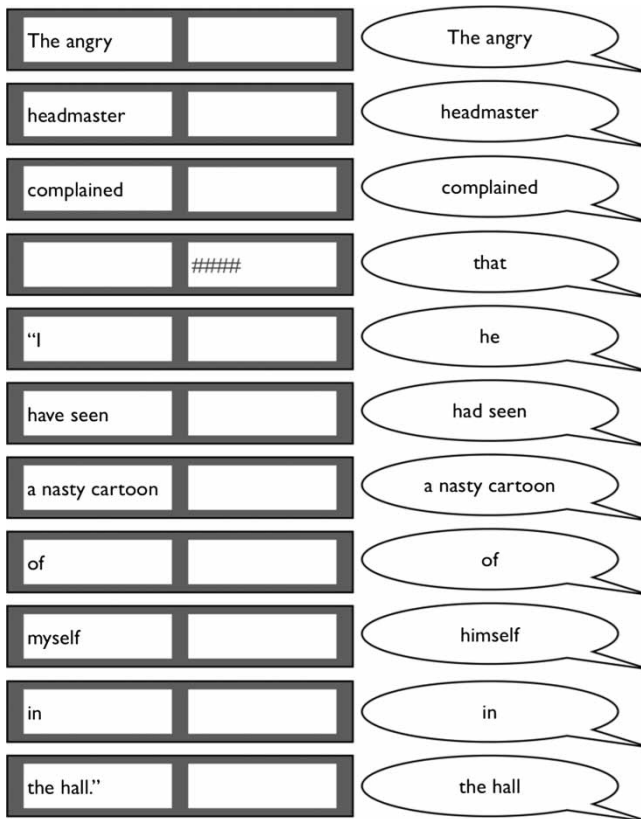 The angry The angry
headmaster headmaster
complained complained
#### that
“I he
have seen had seen
a nasty cartoon a nasty cartoon
of of
myself himself
in in
the hall.” the hall